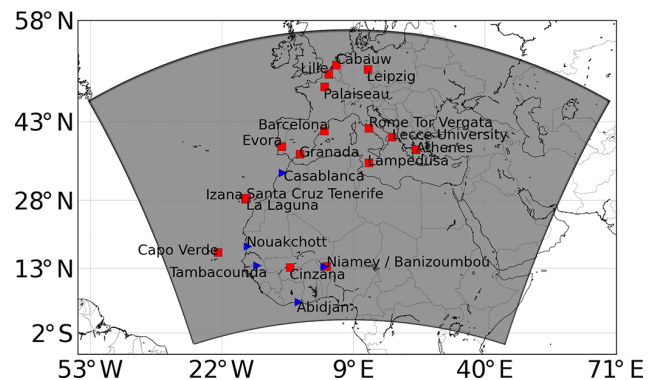 58° N
Cabauw
Lille
Leipzig
Palaiseau
43° N
Barcelona
Rome Tor Vergata
Lecce University
Evora
Granada
Athenes
Lampedusa
Casablanca
28° N
Izana
Santa Cruz Tenerife
La Laguna
Nouakchott
Capo Verde
13° N
Tambacounda
Niamey / Banizoumbou
Cinzana
Abidjan
2° S
53° W
22° W
9° E
40° E
71° E